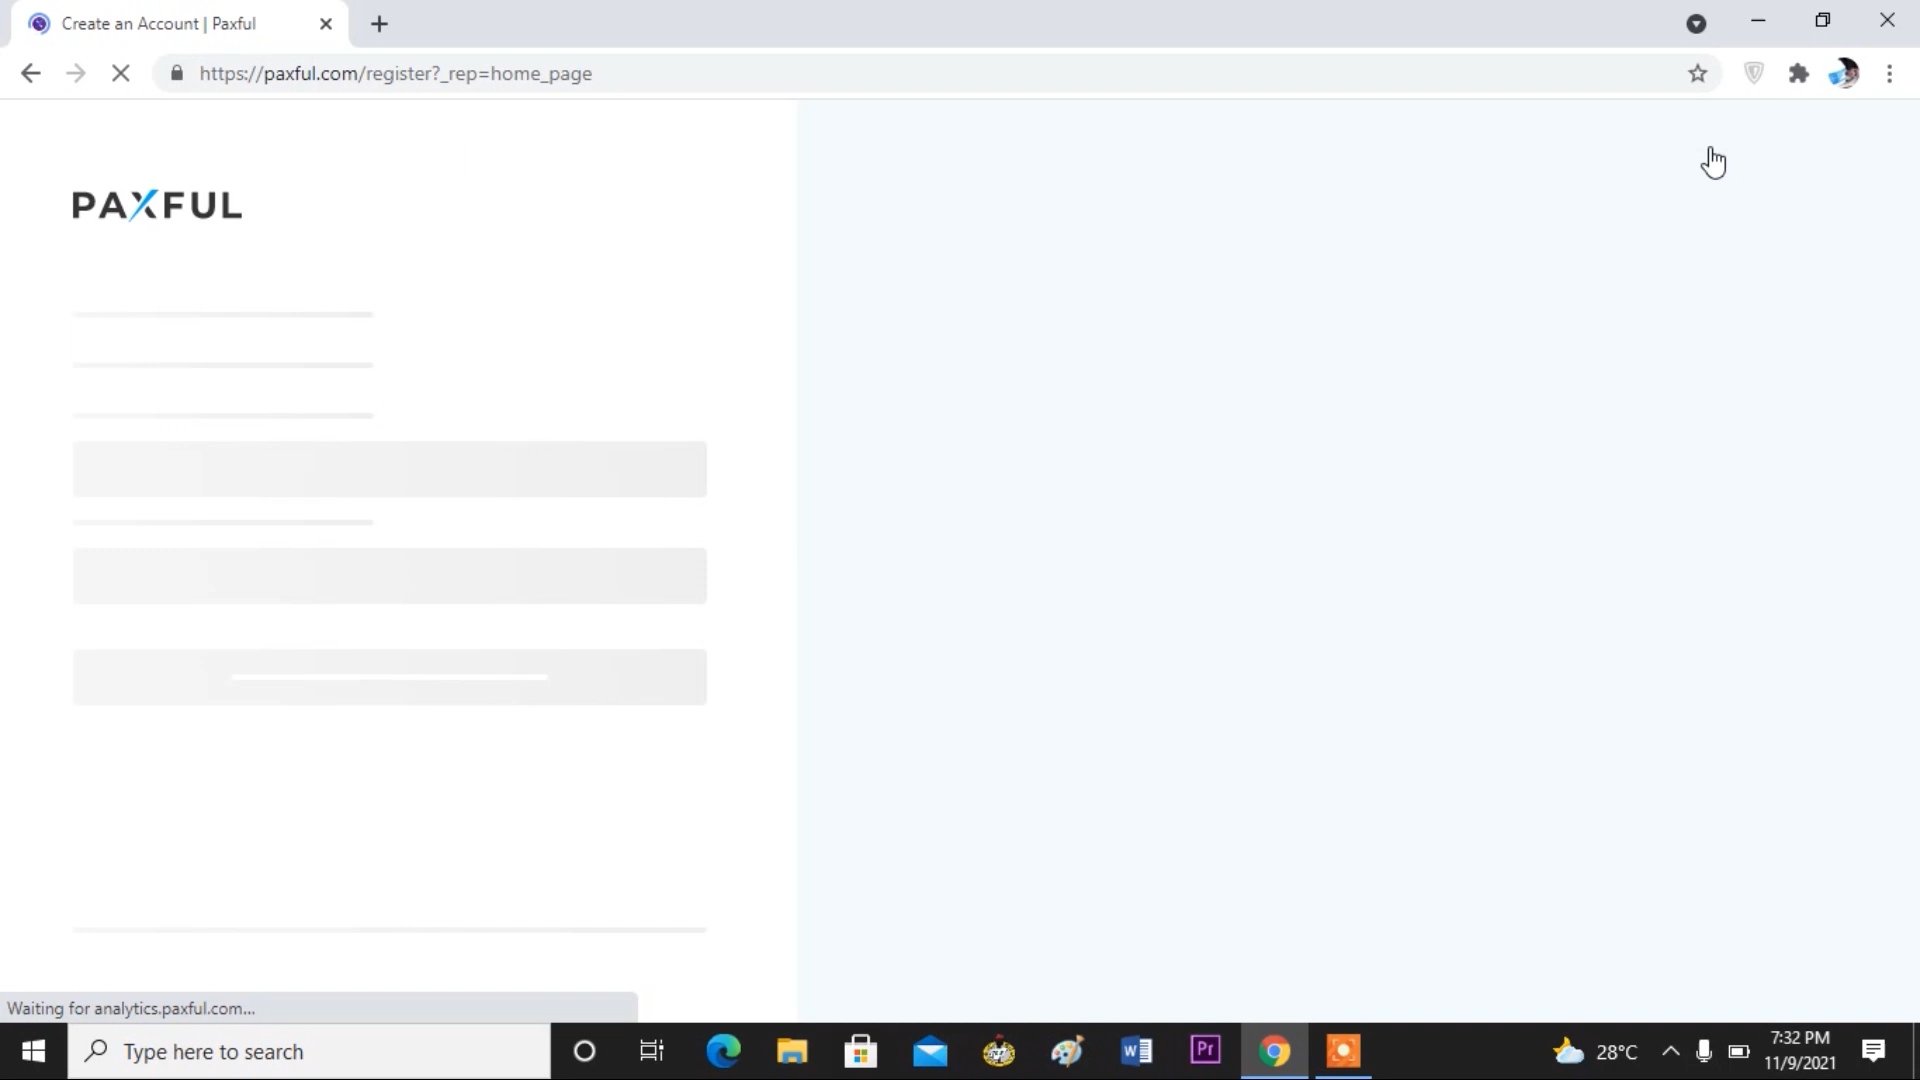 Create an Account | Paxful
https://paxful.com/register?_rep=home_page
PAXFUL
Waiting for analytics.paxful.com...
Type here to search
Pr
28°C
7:32 PM
11/9/2021